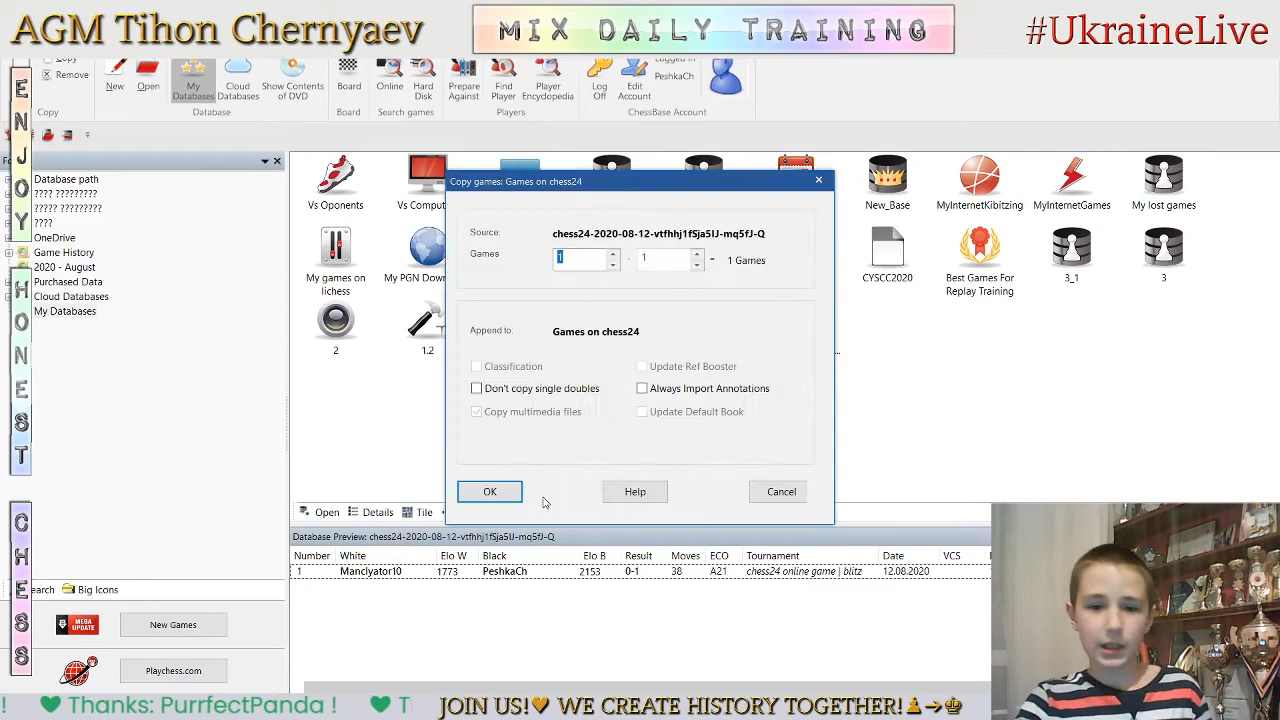 AGM Tihon Chernyaev
MIX DAILY TRAINING
#UkraineLive
ENJOY
HONEST
CHESS
Remove
New
Open
My Databases
Cloud Databases
Show Contents of DVD
Board
Online
Hard Disk
Prepare Against
Find Player
Player Encyclopedia
Log Off
Edit Account
PeshkaCh
Copy
Database
Board
Search games
Players
ChessBase Account
Database path
???? ?????????
????? ?????????
????
OneDrive
Game History
2020 - August
Purchased Data
Cloud Databases
My Databases
Vs Oponents
New_Base
MyInternetKibitzing
MyInternetGames
My lost games
My games on lichess
CYSCC2020
Best Games For Replay Training
3_1
3
2
1.2
Copy games: Games on chess24
Source:
chess24-2020-08-12-vtfhhj1fSja5IJ-mq5fJ-Q
Games
1
-
1
=
1 Games
Append to:
Games on chess24
Classification
Update Ref Booster
Don't copy single doubles
Always Import Annotations
Copy multimedia files
Update Default Book
OK
Help
Cancel
Open
Details
Tile
Database Preview: chess24-2020-08-12-vtfhhj1fSja5IJ-mq5fJ-Q
Number White Elo W Black Elo B Result Moves ECO Tournament Date VCS
1 Manclyator10 1773 PeshkaCh 2153 0-1 38 A21 chess24 online game | blitz 12.08.2020
Big Icons
MEGA UPDATE
New Games
Playchess.com
! Thanks: PurrfectPanda ! T
JOIN US! WE CREATE HISTORY TOGETHER!